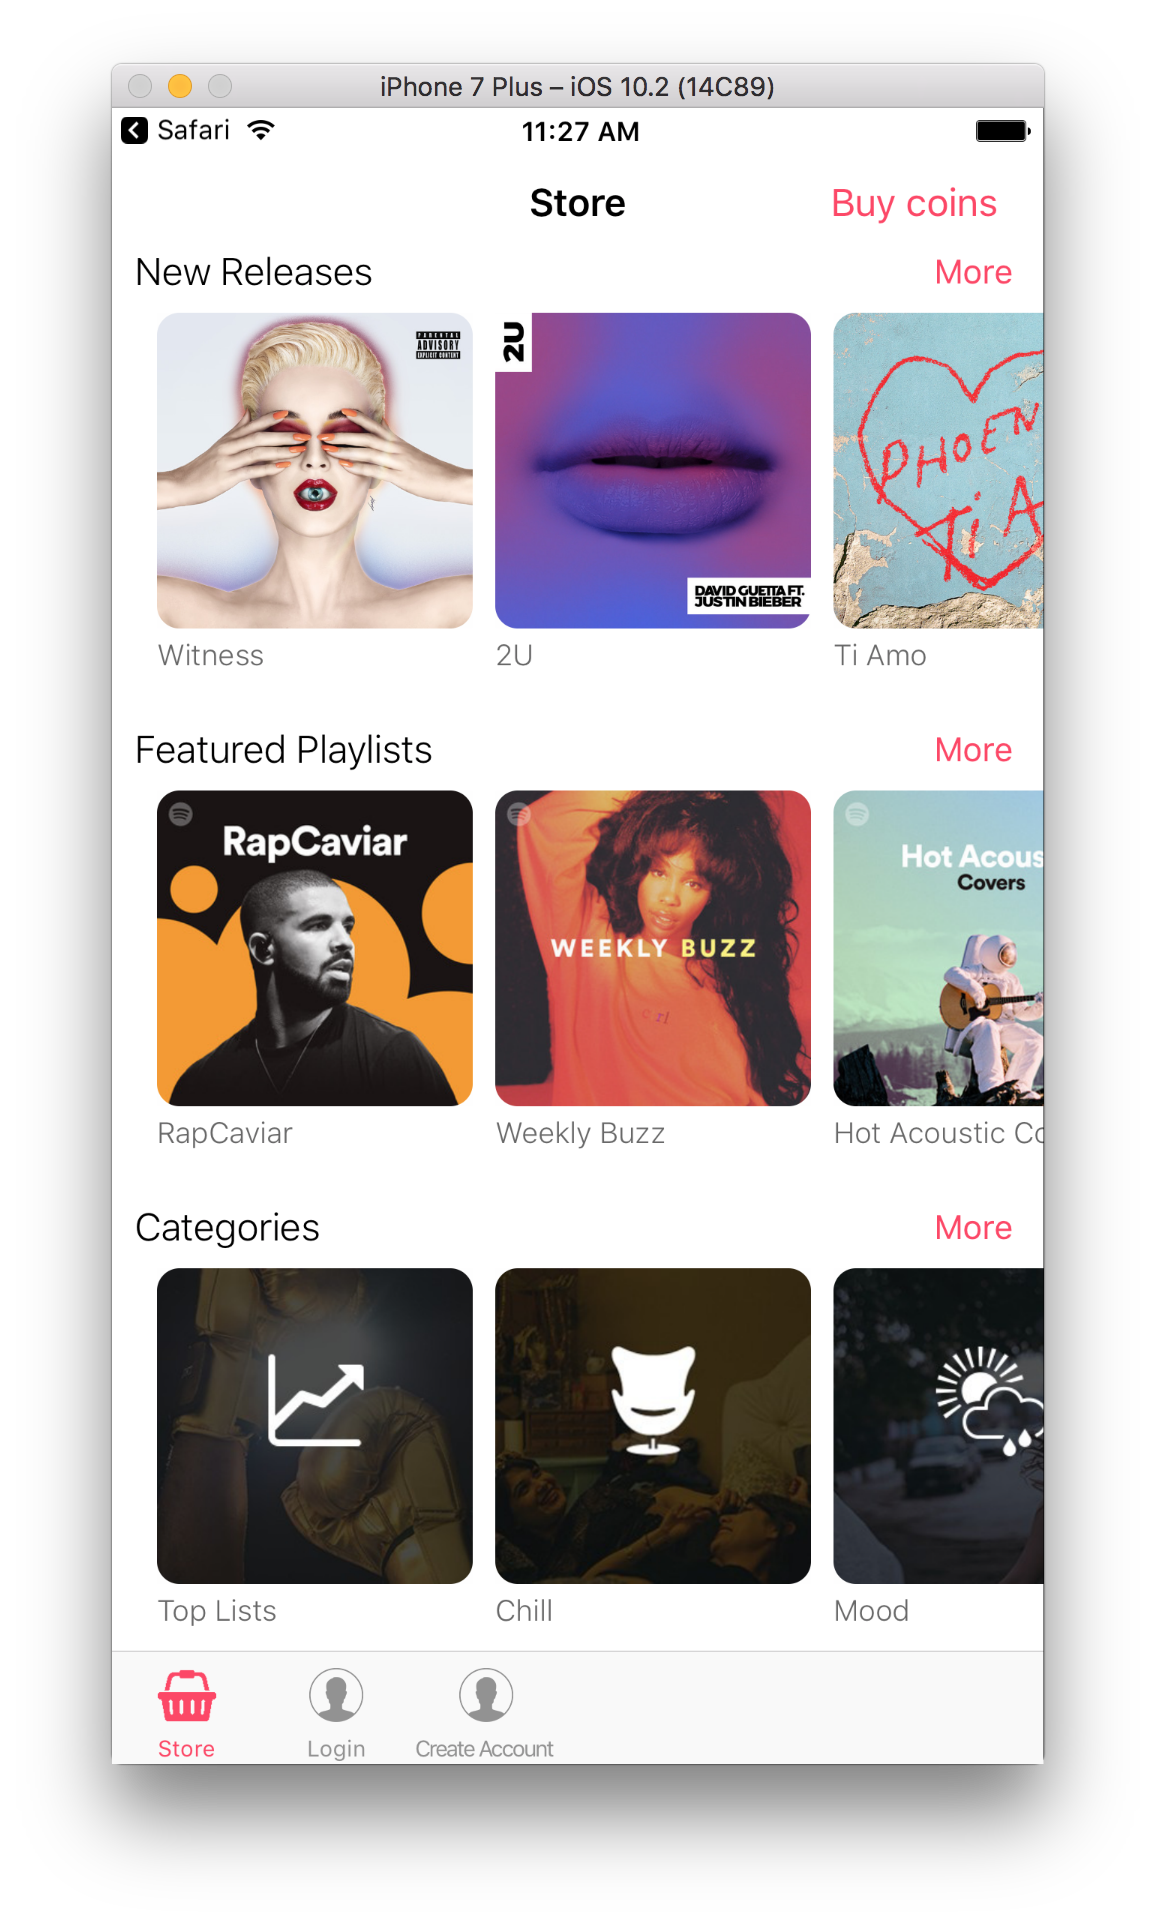 iPhone 7 Plus – iOS 10.2 (14C89)
Safari
11:27 AM
Store
Buy coins
New Releases
More
PARENTAL
ADVISORY
EXPLICIT CONTENT
2U
DAVID GUETTA FT.
JUSTIN BIEBER
PHOEN
Ti A
Witness
2U
Ti Amo
Featured Playlists
More
RapCaviar
WEEKLY BUZZ
Hot Acous
Covers
RapCaviar
Weekly Buzz
Hot Acoustic Co
Categories
More
Top Lists
Chill
Mood
Store
Login
Create Account